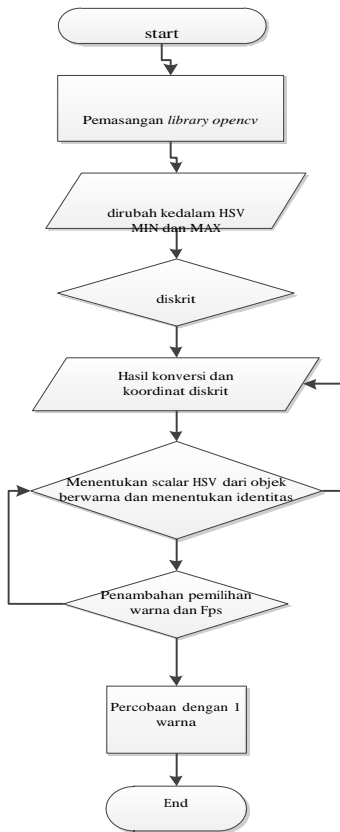 start
Pemasangan library opencv
dirubah kedalam HSV
MIN dan MAX
diskrit
Hasil konversi dan
koordinat diskrit
Menentukan scalar HSV dari objek
berwarna dan menentukan identitas
Penambahan pemilihan
warna dan Fps
Percobaan dengan 1
warna
End